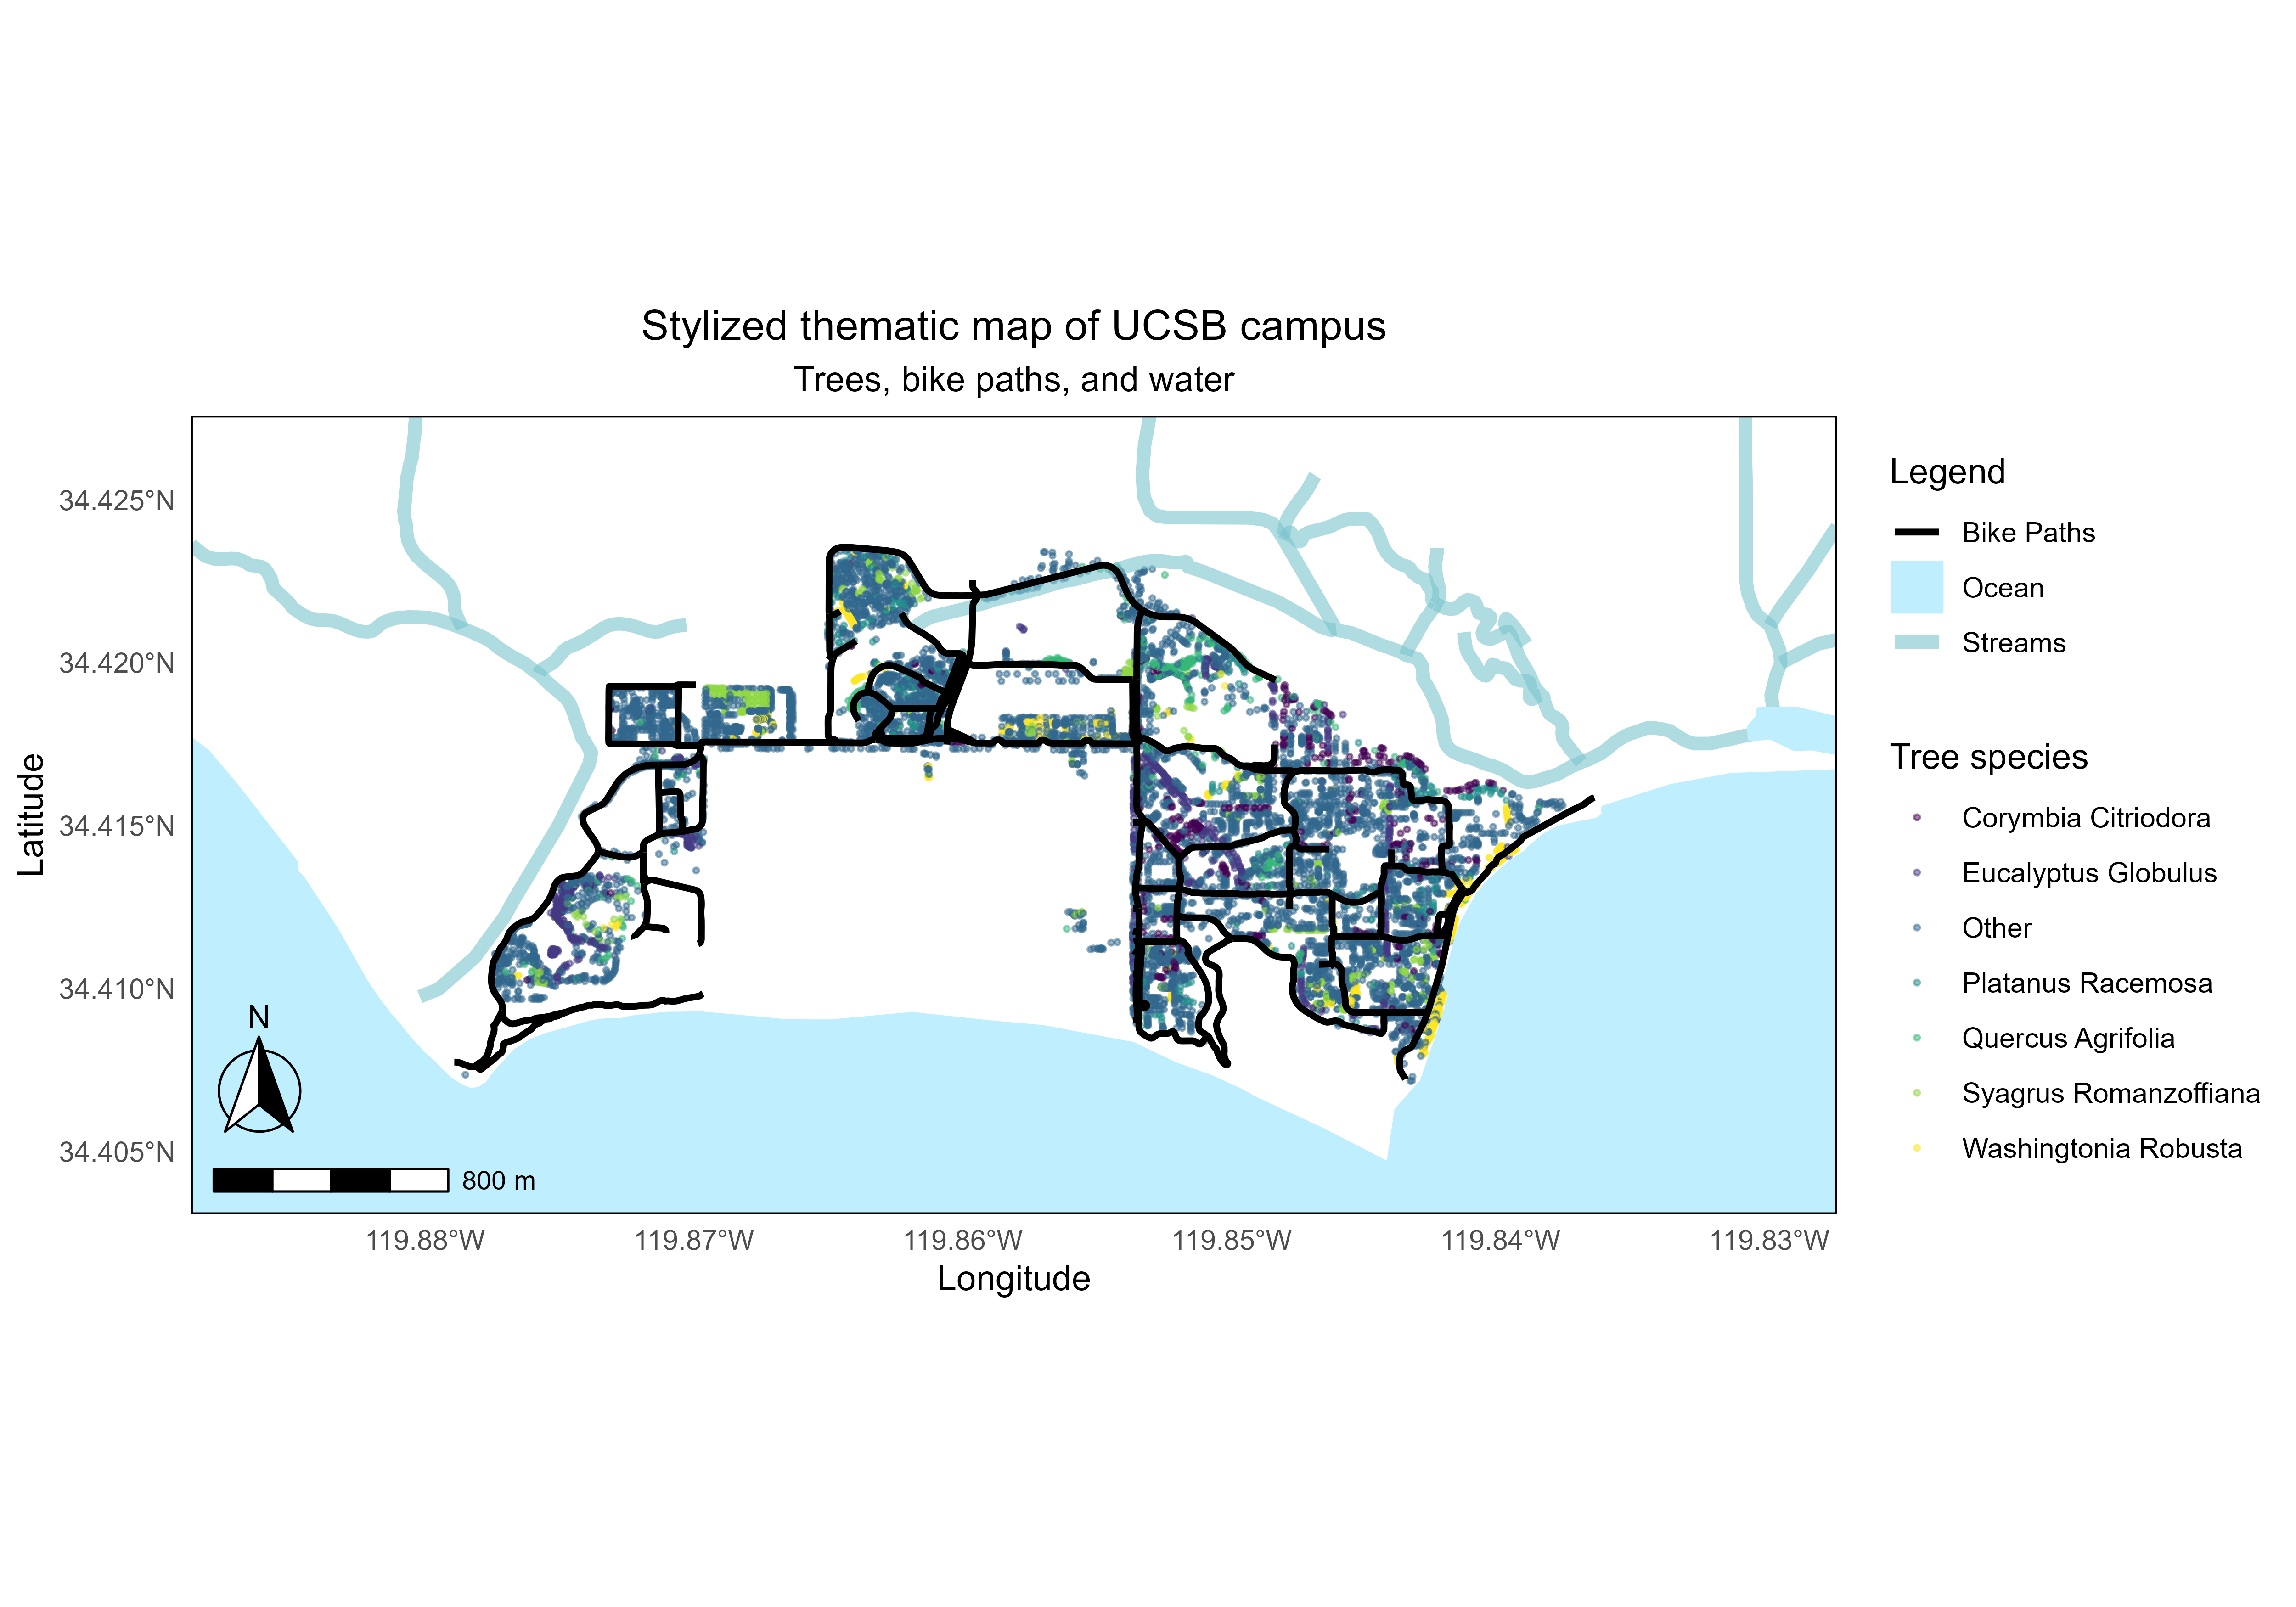 Stylized thematic map of UCSB campus
Trees, bike paths, and water
Latitude
34.425°N
34.420°N
34.415°N
34.410°N
34.405°N
N
800 m
119.88°W
119.87°W
119.86°W
119.85°W
119.84°W
119.83°W
Longitude
Legend
Bike Paths
Ocean
Streams
Tree species
Corymbia Citriodora
Eucalyptus Globulus
Other
Platanus Racemosa
Quercus Agrifolia
Syagrus Romanzoffiana
Washingtonia Robusta